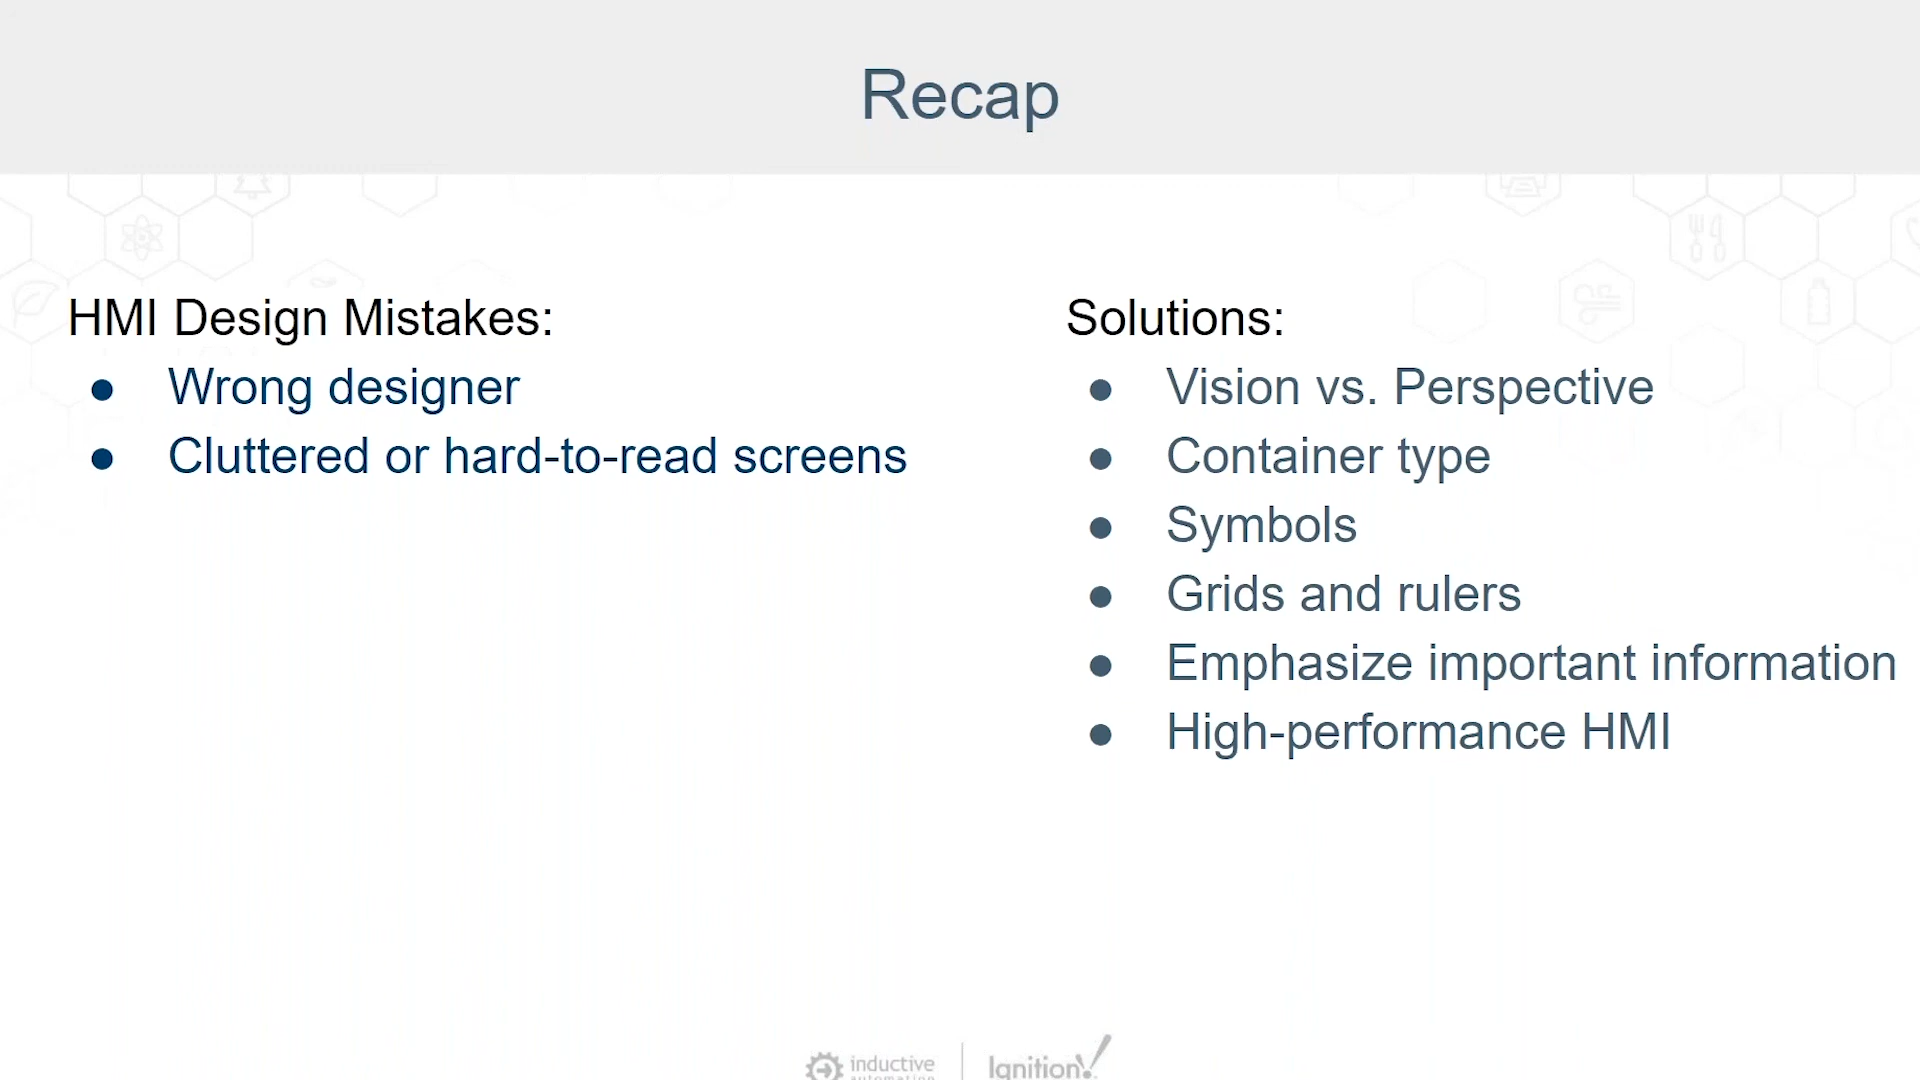 Recap
HMI Design Mistakes:
● Wrong designer
● Cluttered or hard-to-read screens
Solutions:
● Vision vs. Perspective
● Container type
● Symbols
● Grids and rulers
● Emphasize important information
● High-performance HMI
inductive
automation
Ignition!